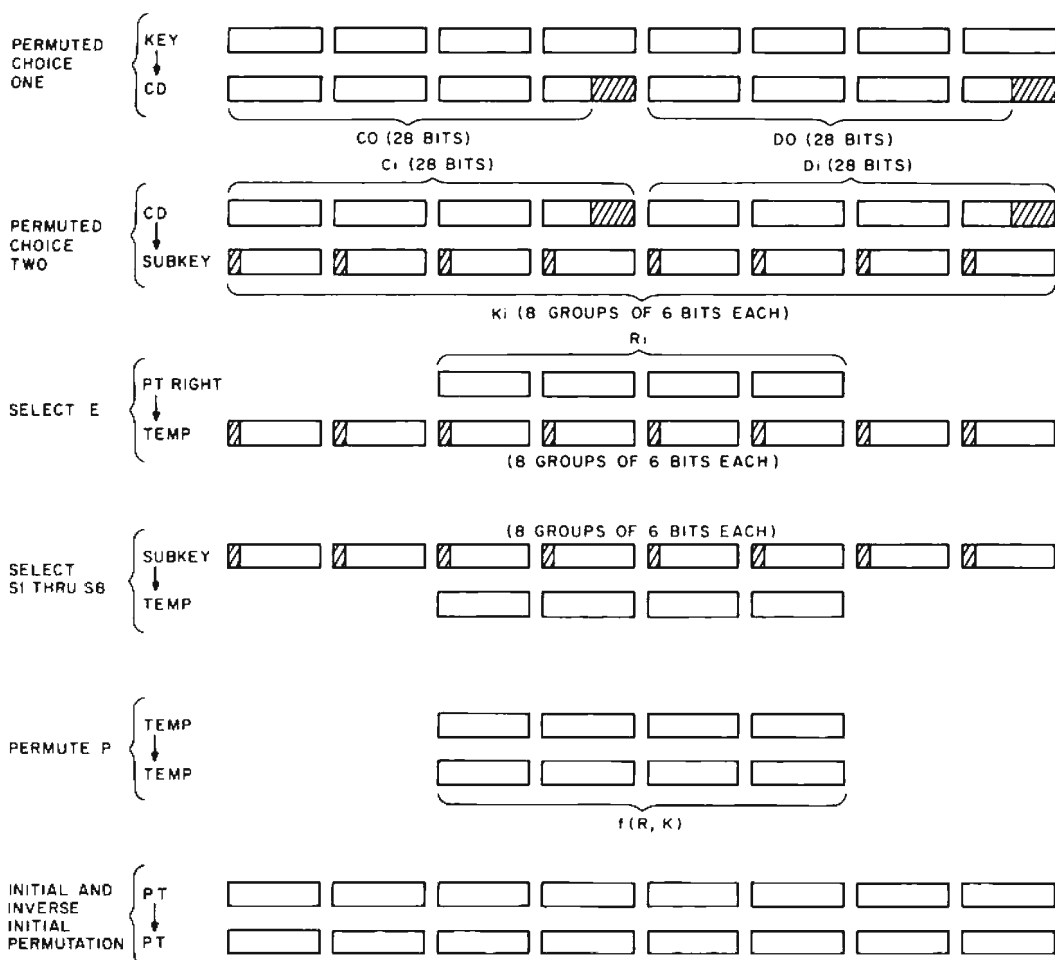 PERMUTED
CHOICE
ONE
KEY
CD
CO (28 BITS)
DO (28 BITS)
Ci (28 BITS)
Di (28 BITS)
PERMUTED
CHOICE
TWO
CD
SUBKEY
Ki (8 GROUPS OF 6 BITS EACH)
Ri
SELECT E
PT RIGHT
TEMP
(8 GROUPS OF 6 BITS EACH)
(8 GROUPS OF 6 BITS EACH)
SELECT
S1 THRU S8
SUBKEY
TEMP
PERMUTE P
TEMP
TEMP
f(R, K)
INITIAL AND
INVERSE
INITIAL
PERMUTATION
PT
PT